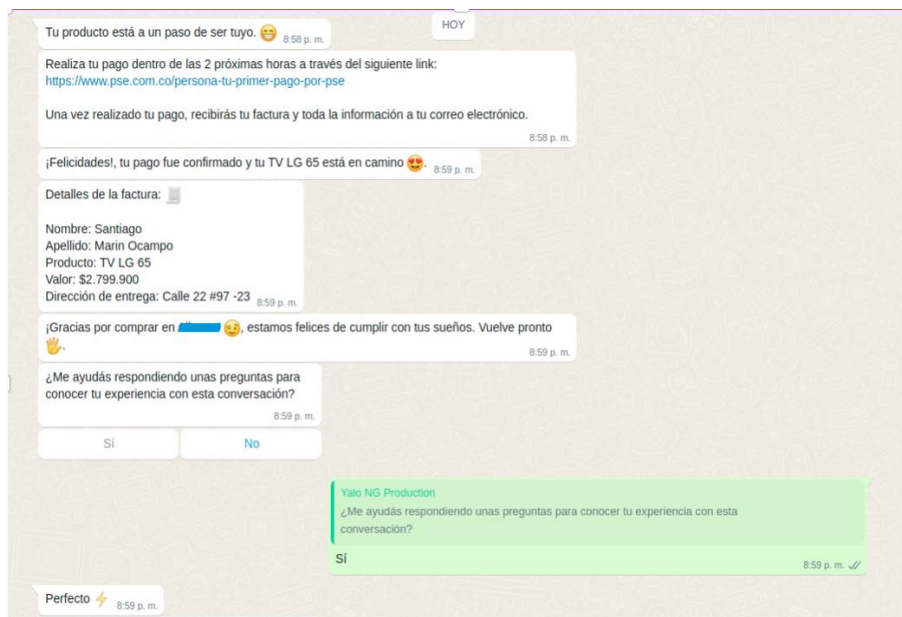 HOY
Tu producto está a un paso de ser tuyo. 😁 8:58 p. m.
Realiza tu pago dentro de las 2 próximas horas a través del siguiente link:
https://www.pse.com.co/persona-tu-primer-pago-por-pse
Una vez realizado tu pago, recibirás tu factura y toda la información a tu correo electrónico.
8:58 p. m.
¡Felicidades!, tu pago fue confirmado y tu TV LG 65 está en camino 😍. 8:59 p. m.
Detalles de la factura: 🧾
Nombre: Santiago
Apellido: Marin Ocampo
Producto: TV LG 65
Valor: $2.799.900
Dirección de entrega: Calle 22 #97 -23 8:59 p. m.
¡Gracias por comprar en 😉, estamos felices de cumplir con tus sueños. Vuelve pronto
🖐. 8:59 p. m.
¿Me ayudás respondiendo unas preguntas para
conocer tu experiencia con esta conversación?
8:59 p. m.
Sí No
Yalo NG Production
¿Me ayudás respondiendo unas preguntas para conocer tu experiencia con esta
conversación?
Sí 8:59 p. m.
Perfecto ⚡ 8:59 p. m.